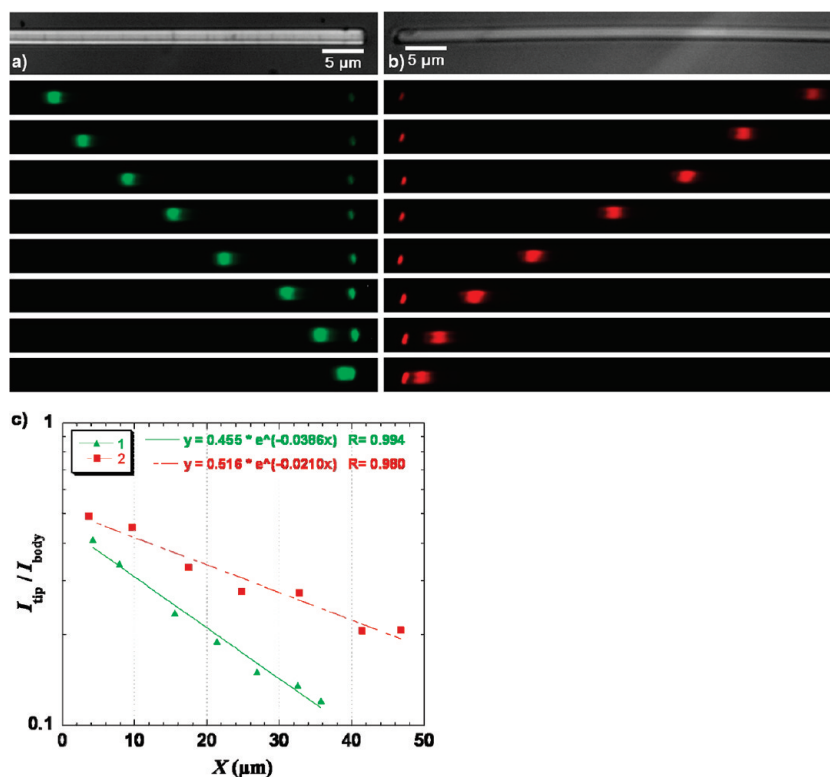 a)
5 µm
b)
5 µm
c)
1
1
y = 0.455 * e^(-0.0386x) R= 0.994
2
y = 0.516 * e^(-0.0210x) R= 0.980
I_tip / I_body
0.1
0 10 20 30 40 50
X (µm)